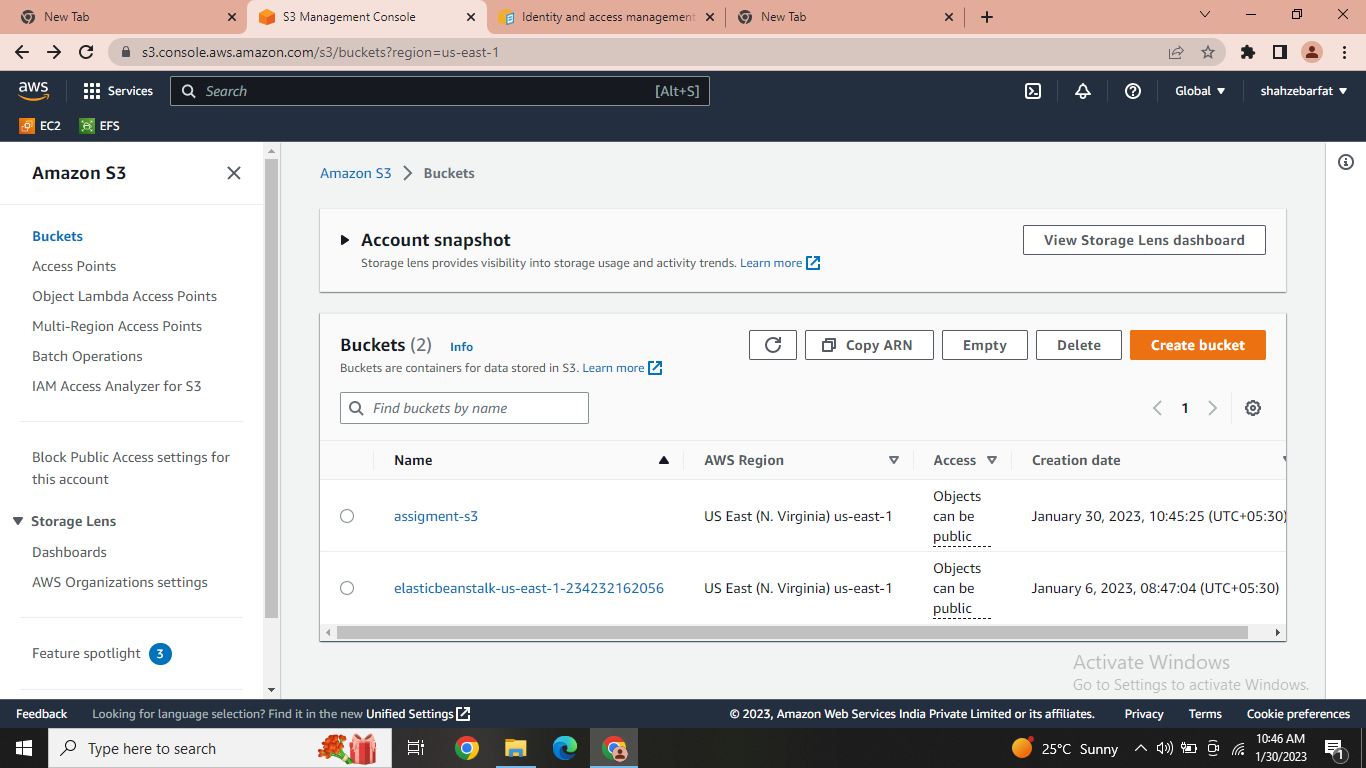 New Tab
S3 Management Console
Identity and access management
New Tab
s3.console.aws.amazon.com/s3/buckets?region=us-east-1
aws
Services
Search
[Alt+S]
Global
shahzebarfat
EC2
EFS
Amazon S3
Buckets
Access Points
Object Lambda Access Points
Multi-Region Access Points
Batch Operations
IAM Access Analyzer for S3
Block Public Access settings for
this account
Storage Lens
Dashboards
AWS Organizations settings
Feature spotlight 3
Amazon S3 > Buckets
Account snapshot
Storage lens provides visibility into storage usage and activity trends. Learn more
View Storage Lens dashboard
Buckets (2) Info
Buckets are containers for data stored in S3. Learn more
Copy ARN
Empty
Delete
Create bucket
Find buckets by name
1
Name
AWS Region
Access
Creation date
assigment-s3
US East (N. Virginia) us-east-1
Objects
can be
public
January 30, 2023, 10:45:25 (UTC+05:30)
elasticbeanstalk-us-east-1-234232162056
US East (N. Virginia) us-east-1
Objects
can be
public
January 6, 2023, 08:47:04 (UTC+05:30)
Activate Windows
Go to Settings to activate Windows.
Feedback
Looking for language selection? Find it in the new Unified Settings
© 2023, Amazon Web Services India Private Limited or its affiliates.
Privacy
Terms
Cookie preferences
Type here to search
25°C Sunny
10:46 AM
1/30/2023
1